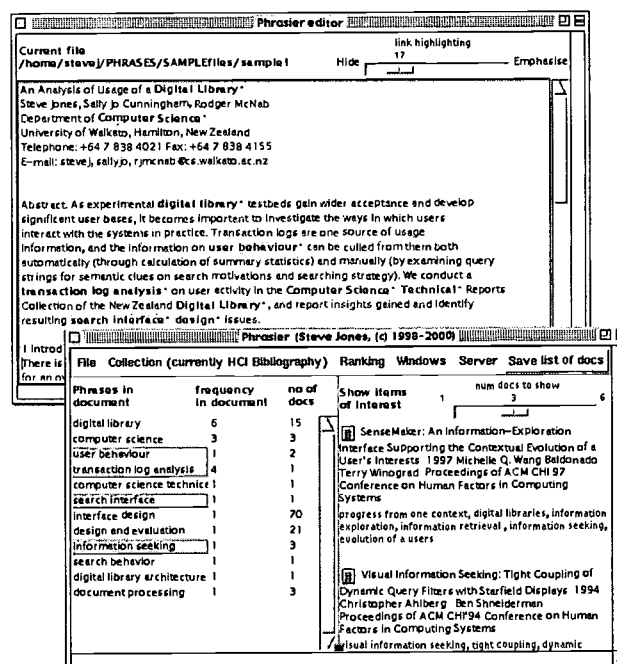 Phrasier editor
Current file
/home/stevej/PHRASES/SAMPLEfiles/sample1
link highlighting
17
Hide
Emphasise
An Analysis of Usage of a Digital Library*
Steve Jones, Sally Jo Cunningham, Rodger McNab
Department of Computer Science*
University of Waikato, Hamilton, New Zealand
Telephone: +64 7 838 4021 Fax: +64 7 838 4155
E-mail: stevej, sallyjo, rjmcnab @cs.waikato.ac.nz
Abstract. As experimental digital library* testbeds gain wider acceptance and develop
significant user bases, it becomes important to investigate the ways in which users
interact with the systems in practice. Transaction logs are one source of usage
information, and the information on user behaviour* can be culled from them both
automatically (through calculation of summary statistics) and manually (by examining query
strings for semantic clues on search motivations and searching strategy). We conduct a
transaction log analysis* on user activity in the Computer Science* Technical* Reports
Collection of the New Zealand Digital Library*, and report insights gained and identify
resulting search interface* design* issues.
1 Introd
There is
for an ov
Phrasier (Steve Jones, (c) 1998-2000)
File Collection (currently HCI Bibliography) Ranking Windows Server Save list of docs
Phrases in document frequency in document no of docs
digital library 6 15
computer science 3 3
user behaviour 1 2
transaction log analysis 4 1
computer science technic 1 1
search interface 1 1
interface design 1 70
design and evaluation 1 21
information seeking 1 3
search behavior 1 1
digital library architecture 1 1
document processing 1 3
Show items of interest
num docs to show
1 3 6
SenseMaker: An Information-Exploration
Interface Supporting the Contextual Evolution of a
User's Interests 1997 Michelle Q. Wang Baldonado
Terry Winograd Proceedings of ACM CHI 97
Conference on Human Factors in Computing
Systems
progress from one context, digital libraries, information
exploration, information retrieval, information seeking,
evolution of a users
Visual Information Seeking: Tight Coupling of
Dynamic Query Filters with Starfield Displays 1994
Christopher Ahlberg Ben Shneiderman
Proceedings of ACM CHI'94 Conference on Human
Factors in Computing Systems
visual information seeking, tight coupling, dynamic